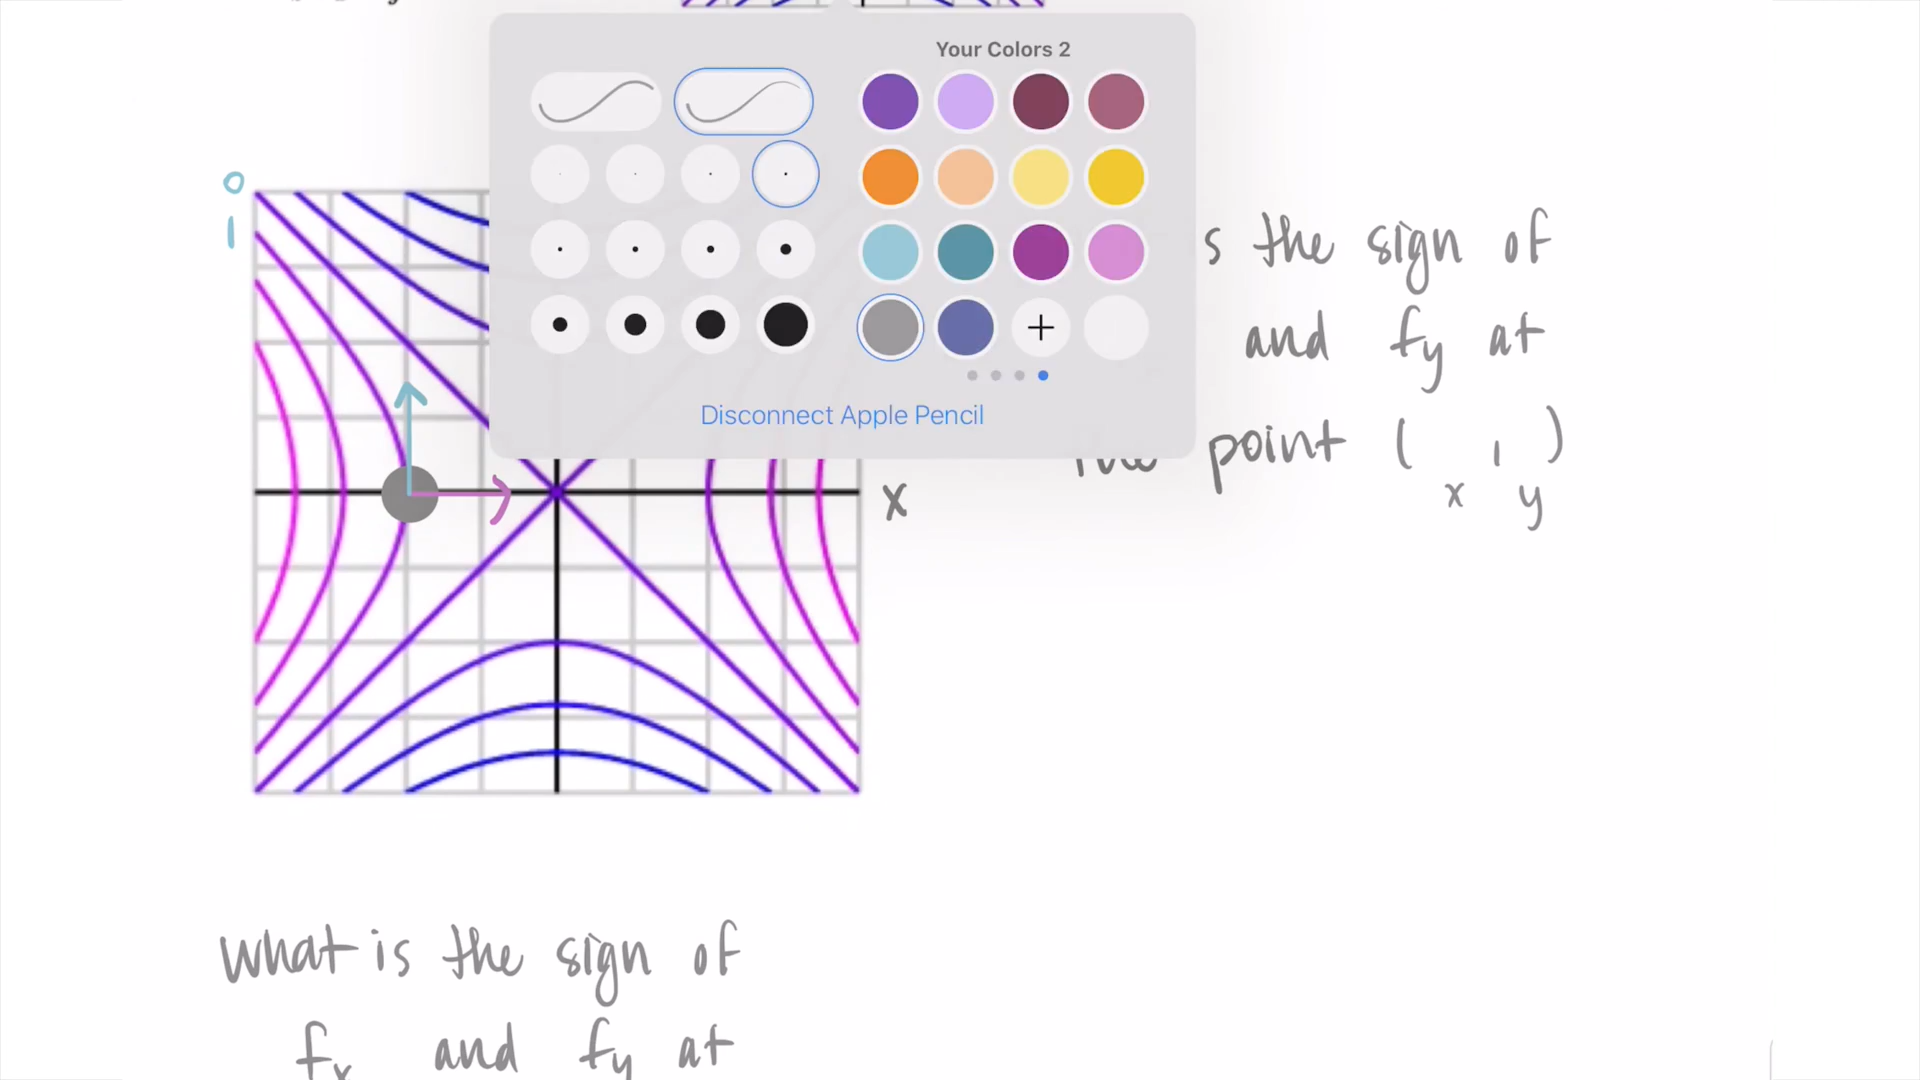 Your Colors 2
0
1
s the sign of
and fy at
Disconnect Apple Pencil
the point ( , )
x
x y
What is the sign of
fx and fy at